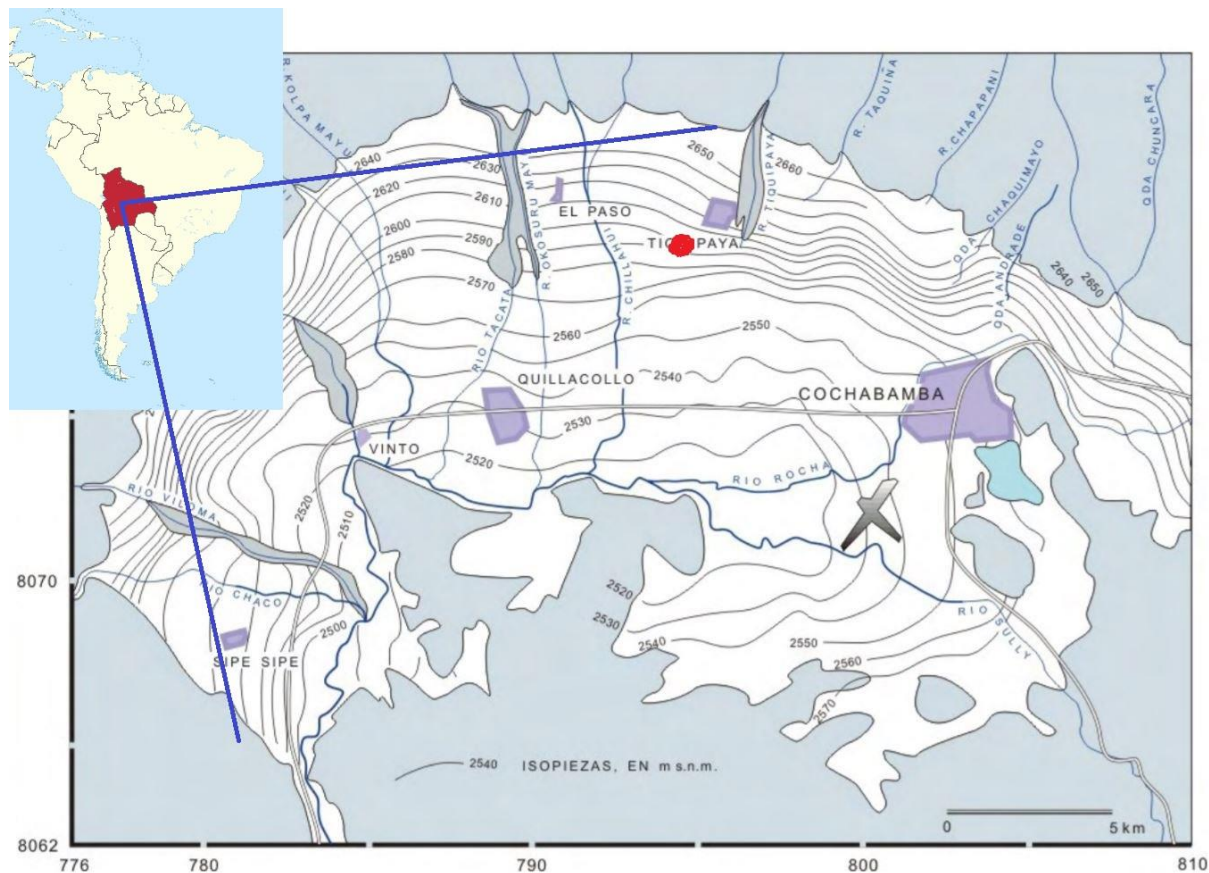 R. KOLPA MAYU
R. TIQUIPAYA
R. TAQUIÑA
R. CHAPAPANI
QDA CHAQUIMAYO
QDA CHUNCARA
QDA ANDRADE
2640
2630
2620
2610
2600
2590
2580
2570
2560
2550
2540
2530
2520
2650
2660
2640
2650
EL PASO
R. OKOSURU MAY
R. CHILLAHUI
RIO TACATA
QUILLACOLLO
COCHABAMBA
VINTO
RIO ROCHA
RIO VILOMA
2520
2510
2500
8070
RIO CHACO
SIPE SIPE
2520
2530
2540
2550
2560
2570
RIO SULLY
2540 ISOPIEZAS, EN m s.n.m.
0 5 km
8062
776 780 790 800 810